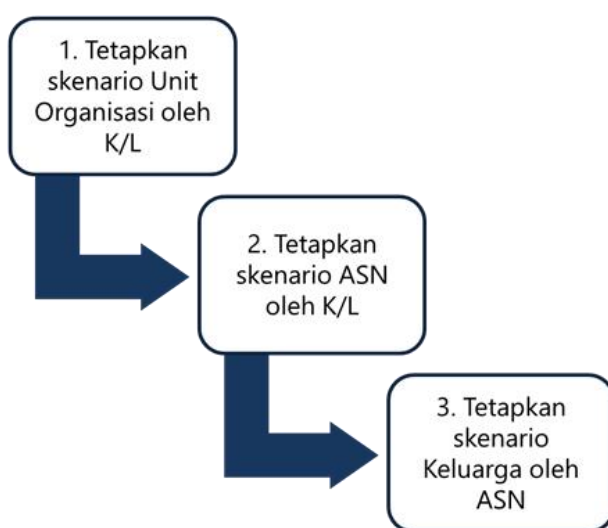 1. Tetapkan
skenario Unit
Organisasi oleh
K/L
2. Tetapkan
skenario ASN
oleh K/L
3. Tetapkan
skenario
Keluarga oleh
ASN